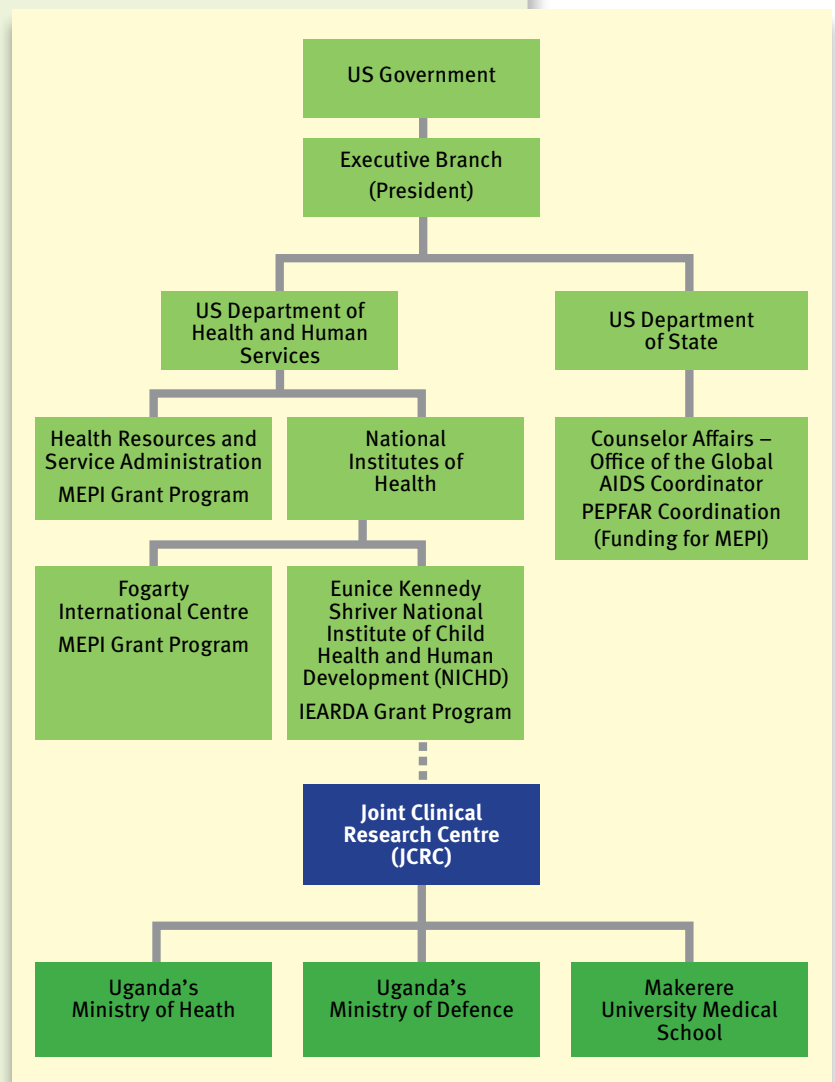 US Government
Executive Branch
(President)
US Department of
Health and Human
Services
US Department
of State
Health Resources and
Service Administration
MEPI Grant Program
National
Institutes of
Health
Counselor Affairs –
Office of the Global
AIDS Coordinator
PEPFAR Coordination
(Funding for MEPI)
Fogarty
International Centre
MEPI Grant Program
Eunice Kennedy
Shriver National
Institute of Child
Health and Human
Development (NICHD)
IEARDA Grant Program
Joint Clinical
Research Centre
(JCRC)
Uganda’s
Ministry of Heath
Uganda’s
Ministry of Defence
Makerere
University Medical
School